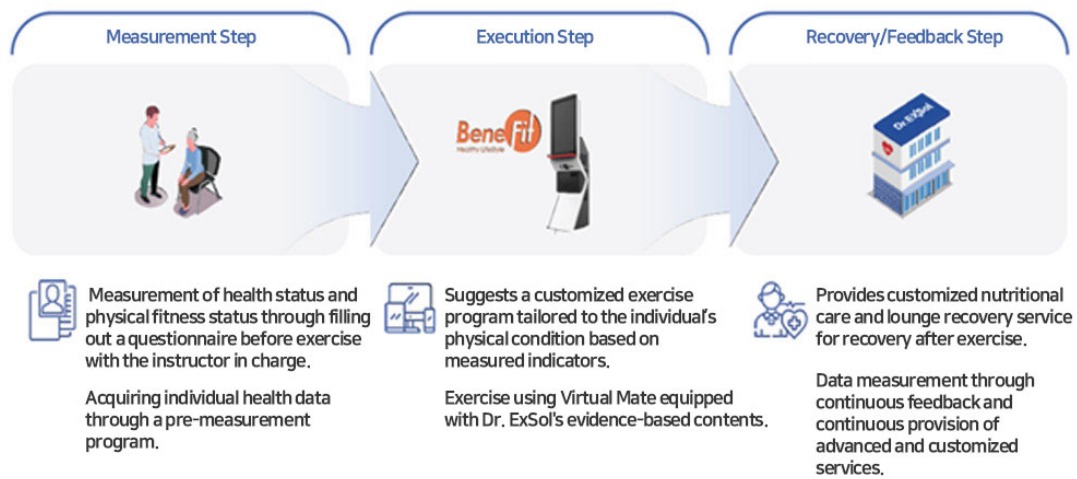 Measurement Step
Execution Step
Recovery/Feedback Step
BeneFit
Healthy Lifestyle
Dr.EXSol
Measurement of health status and
physical fitness status through filling
out a questionnaire before exercise
with the instructor in charge.
Acquiring individual health data
through a pre-measurement
program.
Suggests a customized exercise
program tailored to the individual's
physical condition based on
measured indicators.
Exercise using Virtual Mate equipped
with Dr. ExSol's evidence-based contents.
Provides customized nutritional
care and lounge recovery service
for recovery after exercise.
Data measurement through
continuous feedback and
continuous provision of
advanced and customized
services.